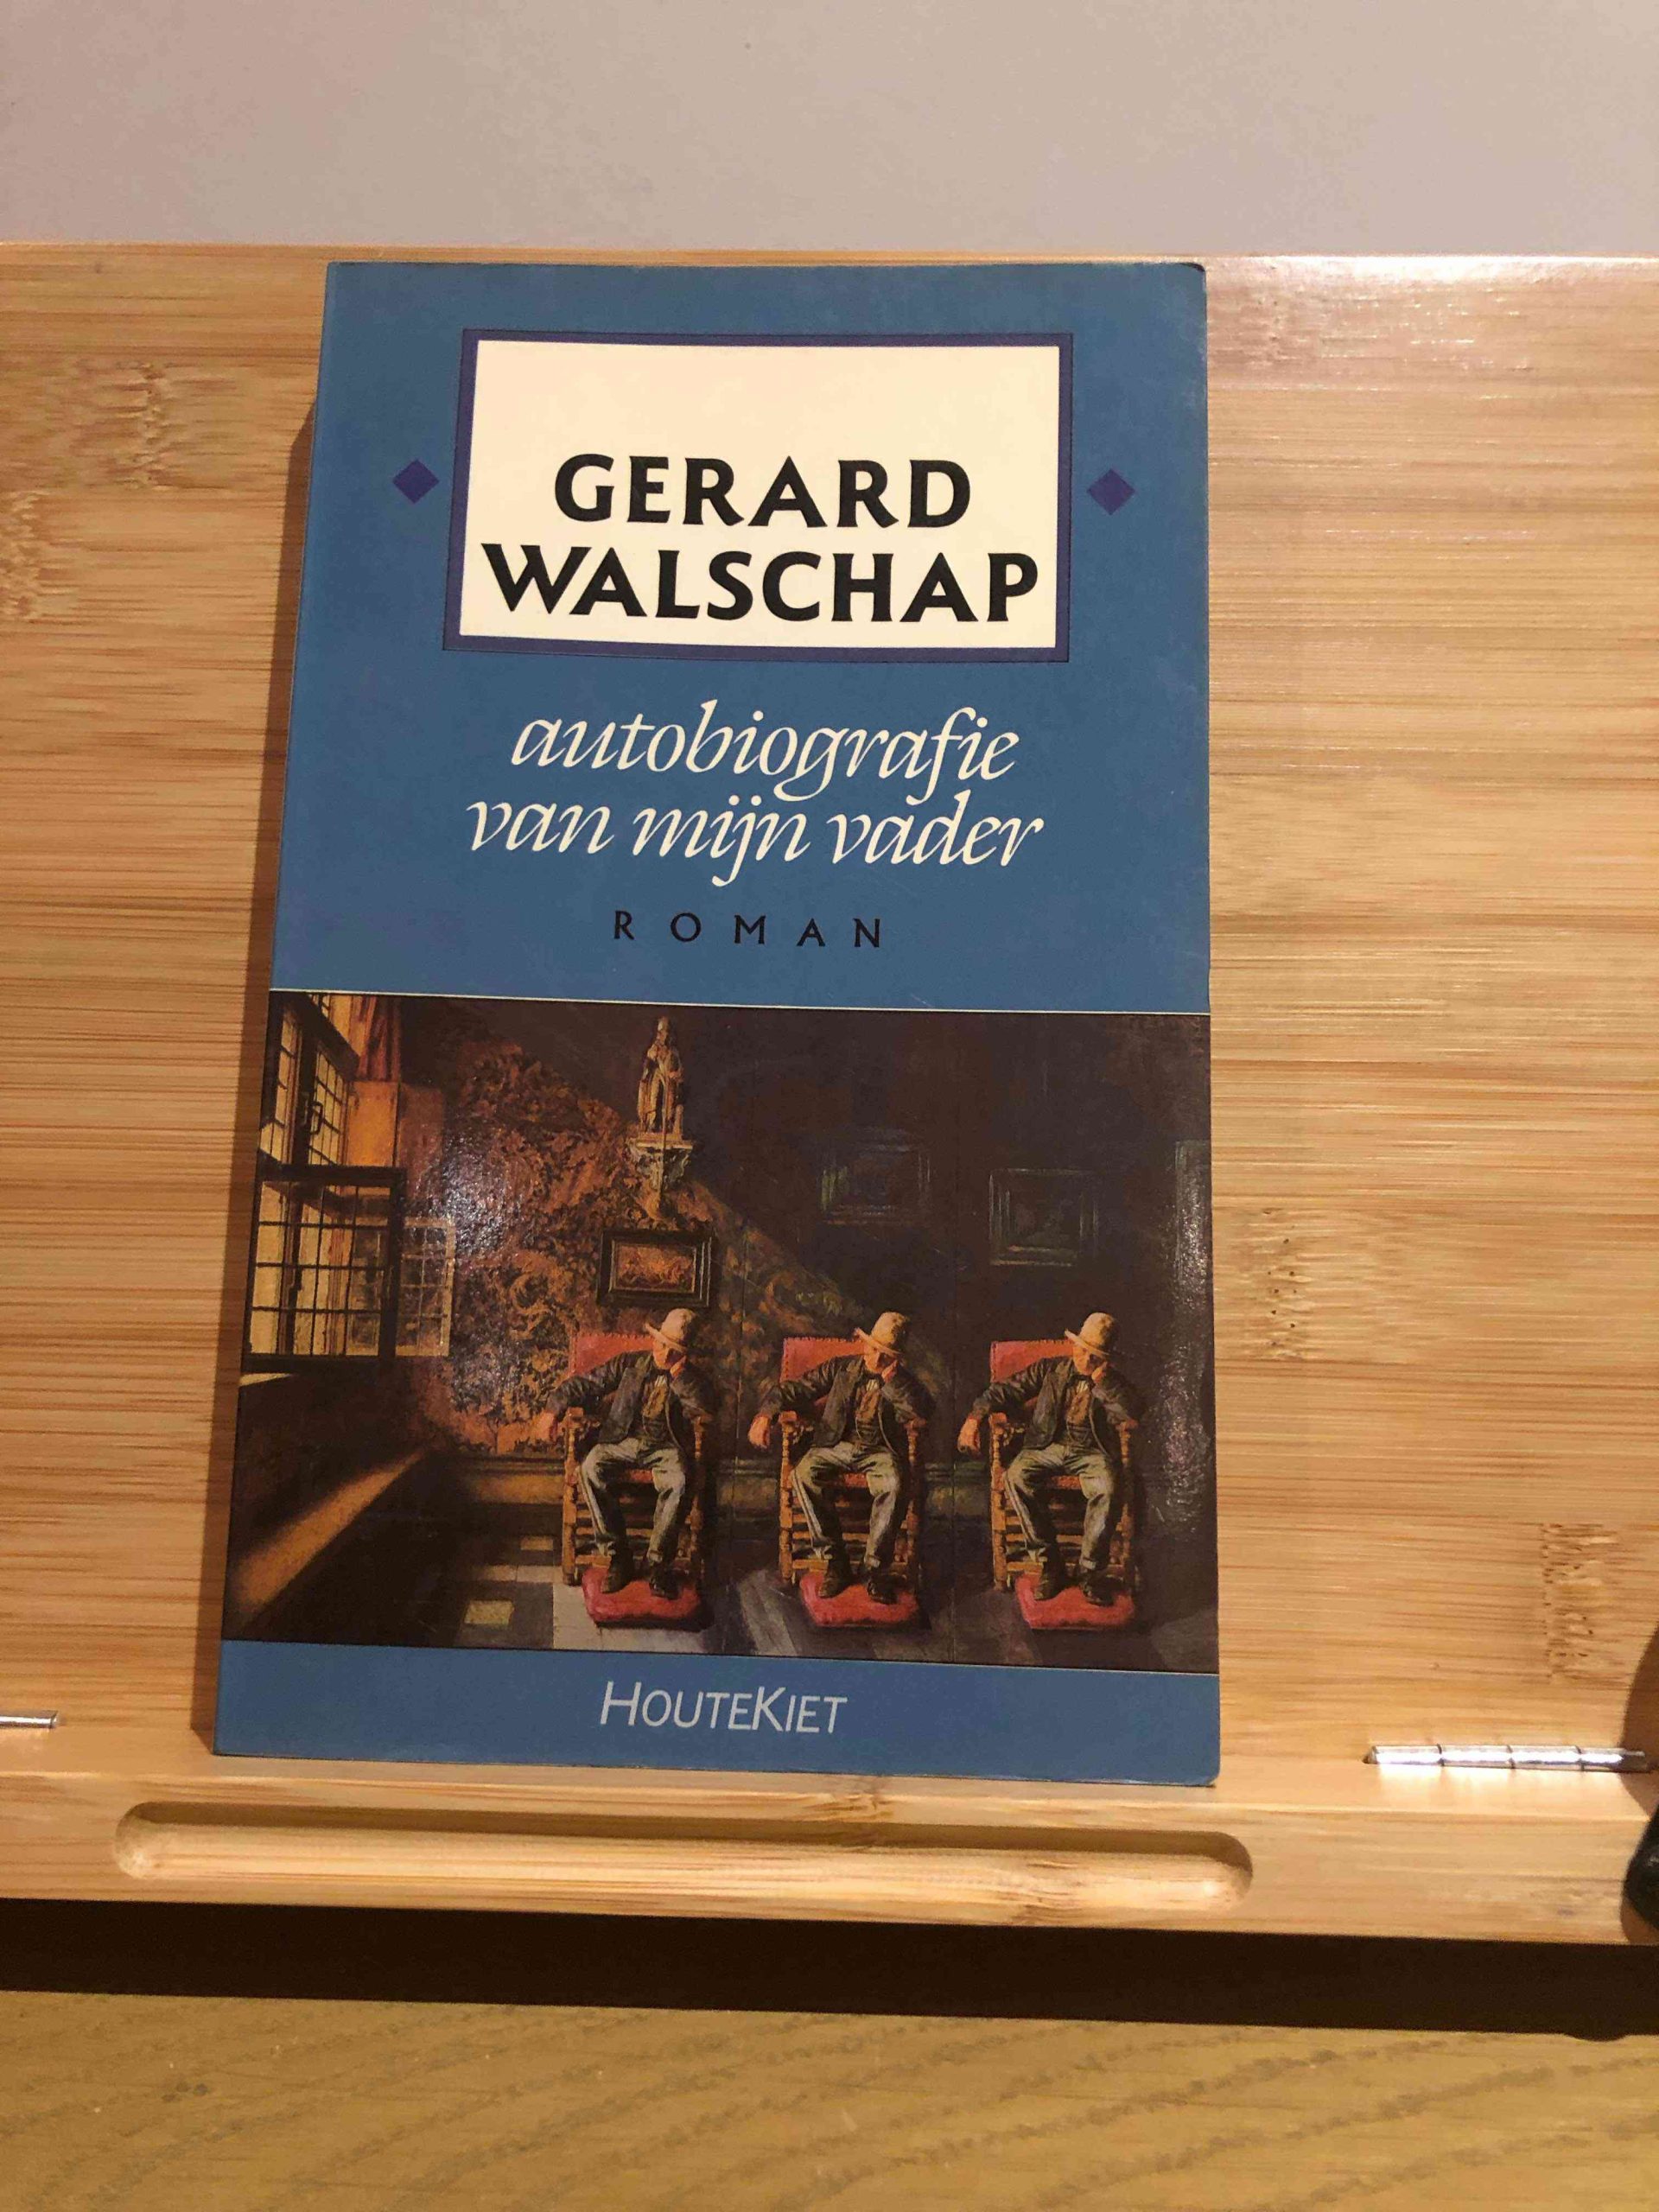 GERARD
WALSCHAP
autobiografie
van mijn vader
ROMAN
HOUTEKIET